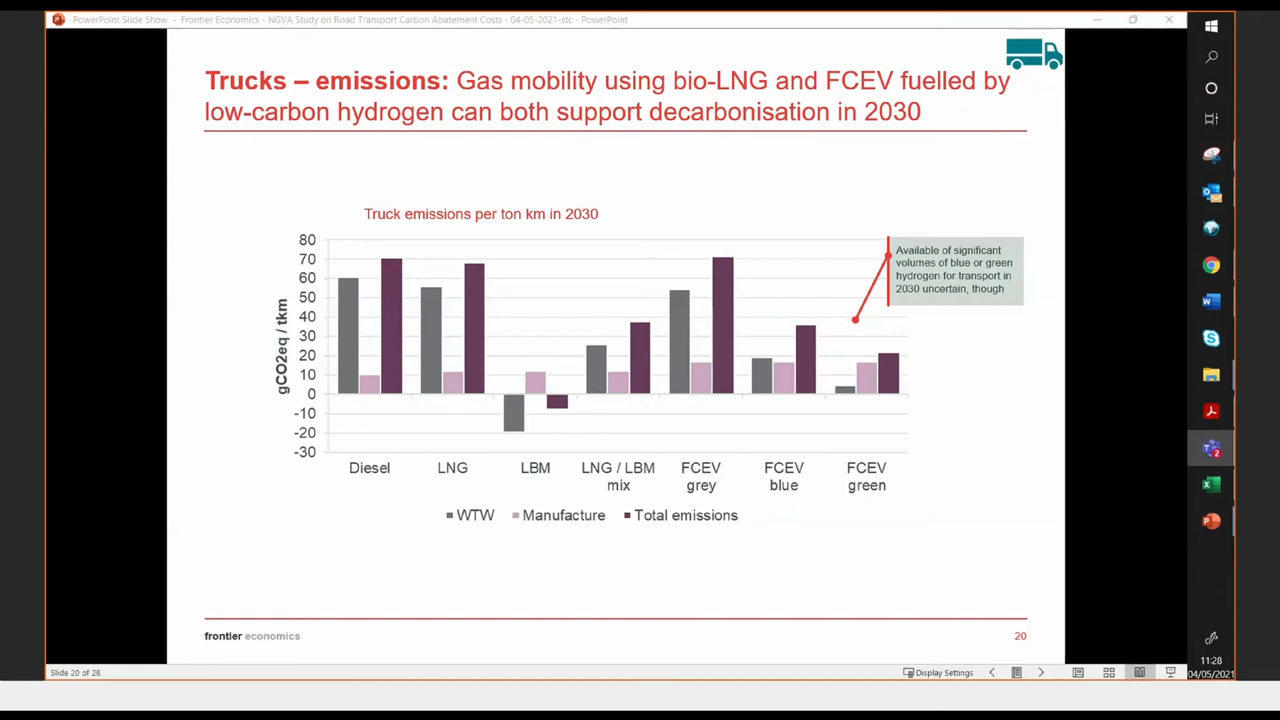 PowerPoint Slide Show - Frontier Economics - NGVA Study on Road Transport Carbon Abatement Costs - 04-05-2021-stc - PowerPoint
Trucks – emissions: Gas mobility using bio-LNG and FCEV fuelled by
low-carbon hydrogen can both support decarbonisation in 2030
Truck emissions per ton km in 2030
gCO2eq / tkm
80
70
60
50
40
30
20
10
0
-10
-20
-30
Available of significant
volumes of blue or green
hydrogen for transport in
2030 uncertain, though
Diesel LNG LBM LNG / LBM FCEV FCEV FCEV
mix grey blue green
WTW Manufacture Total emissions
frontier economics 20
Slide 20 of 28 Display Settings
11:28
04/05/2021